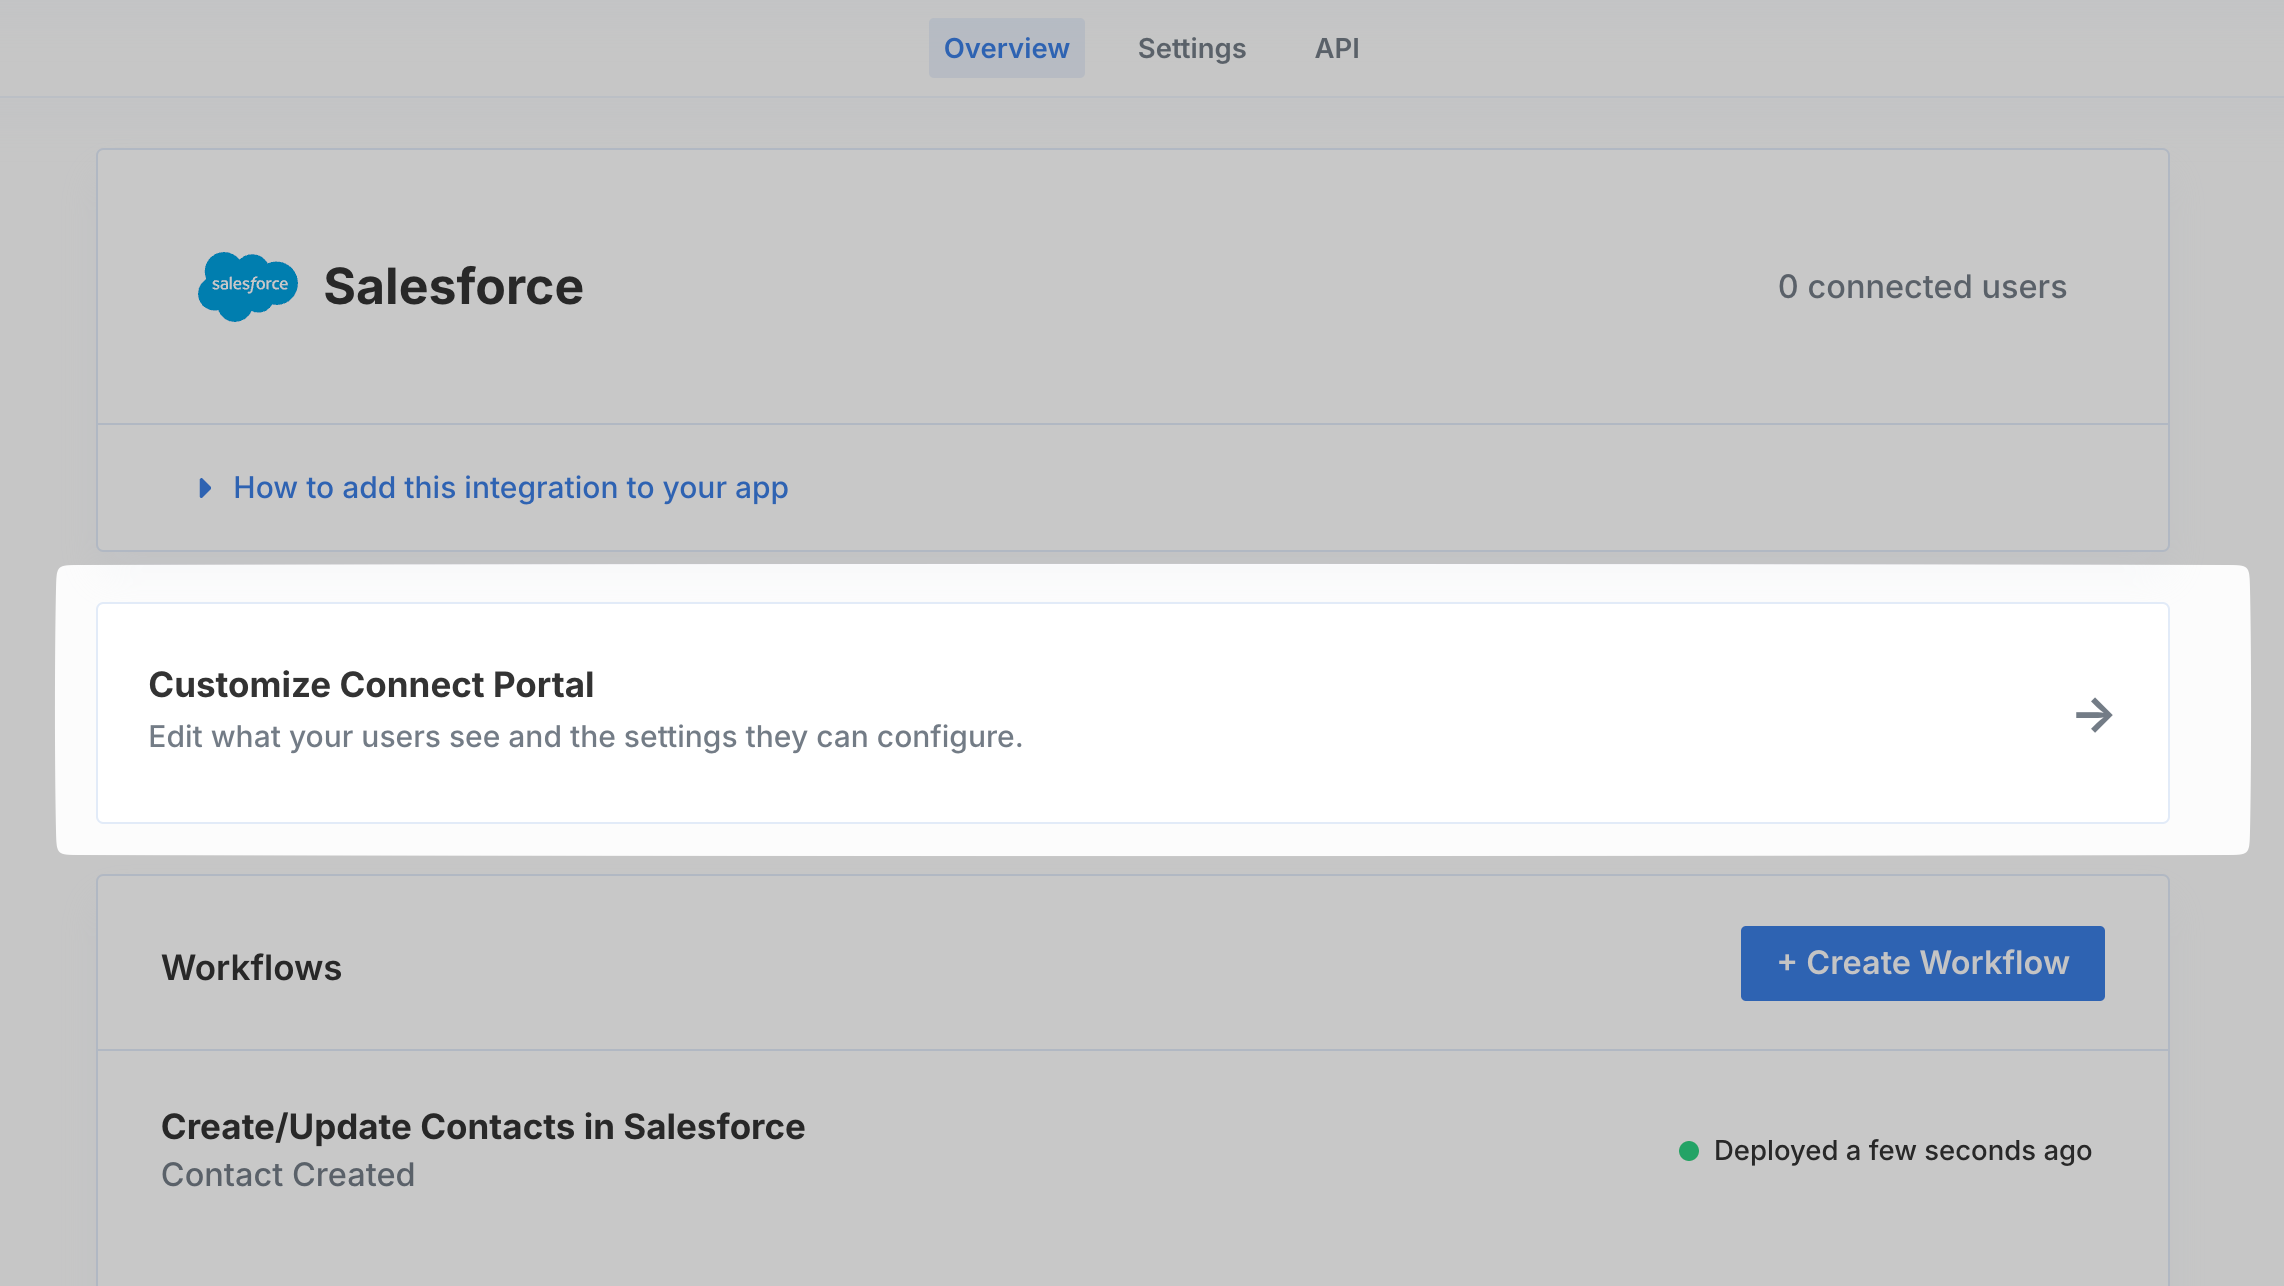 Overview Settings API
salesforce
Salesforce
0 connected users
How to add this integration to your app
Customize Connect Portal
Edit what your users see and the settings they can configure.
Workflows
+ Create Workflow
Create/Update Contacts in Salesforce
Contact Created
Deployed a few seconds ago